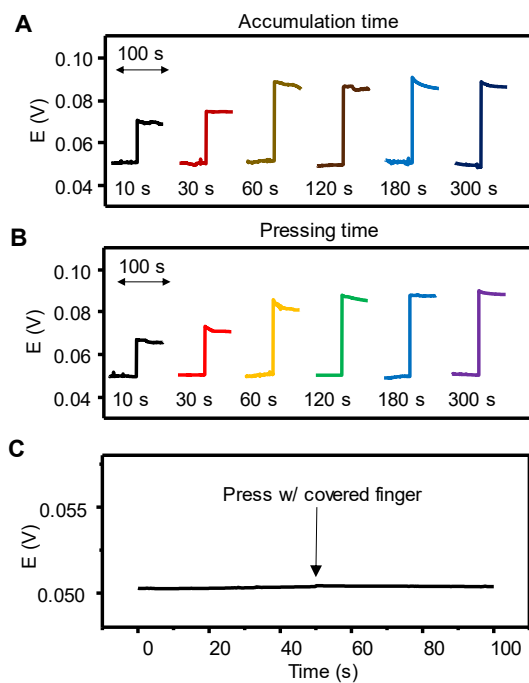 A
Accumulation time
100 s
0.10
0.08
0.06
0.04
E (V)
10 s 30 s 60 s 120 s 180 s 300 s
B
Pressing time
100 s
0.10
0.08
0.06
0.04
E (V)
10 s 30 s 60 s 120 s 180 s 300 s
C
Press w/ covered finger
0.055
0.050
E (V)
0 20 40 60 80 100
Time (s)